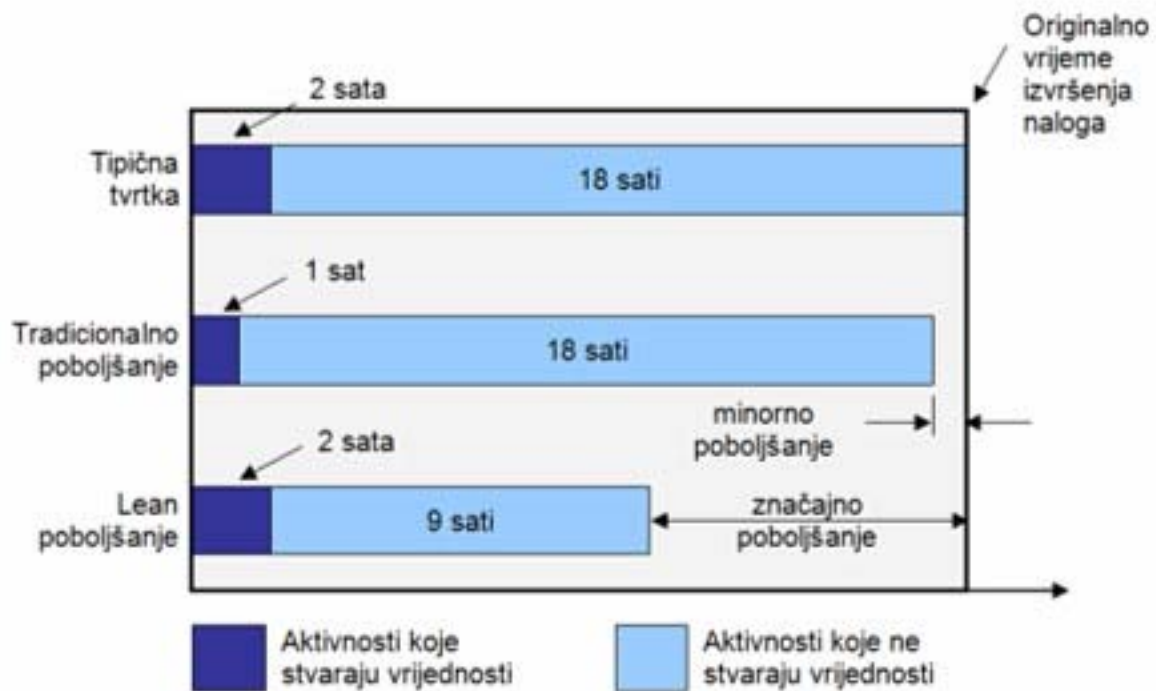 Originalno
vrijeme
izvršenja
naloga
2 sata
Tipična
tvrtka
18 sati
1 sat
Tradicionalno
poboljšanje
18 sati
minorno
poboljšanje
2 sata
Lean
poboljšanje
9 sati
značajno
poboljšanje
Aktivnosti koje
stvaraju vrijednosti
Aktivnosti koje ne
stvaraju vrijednosti